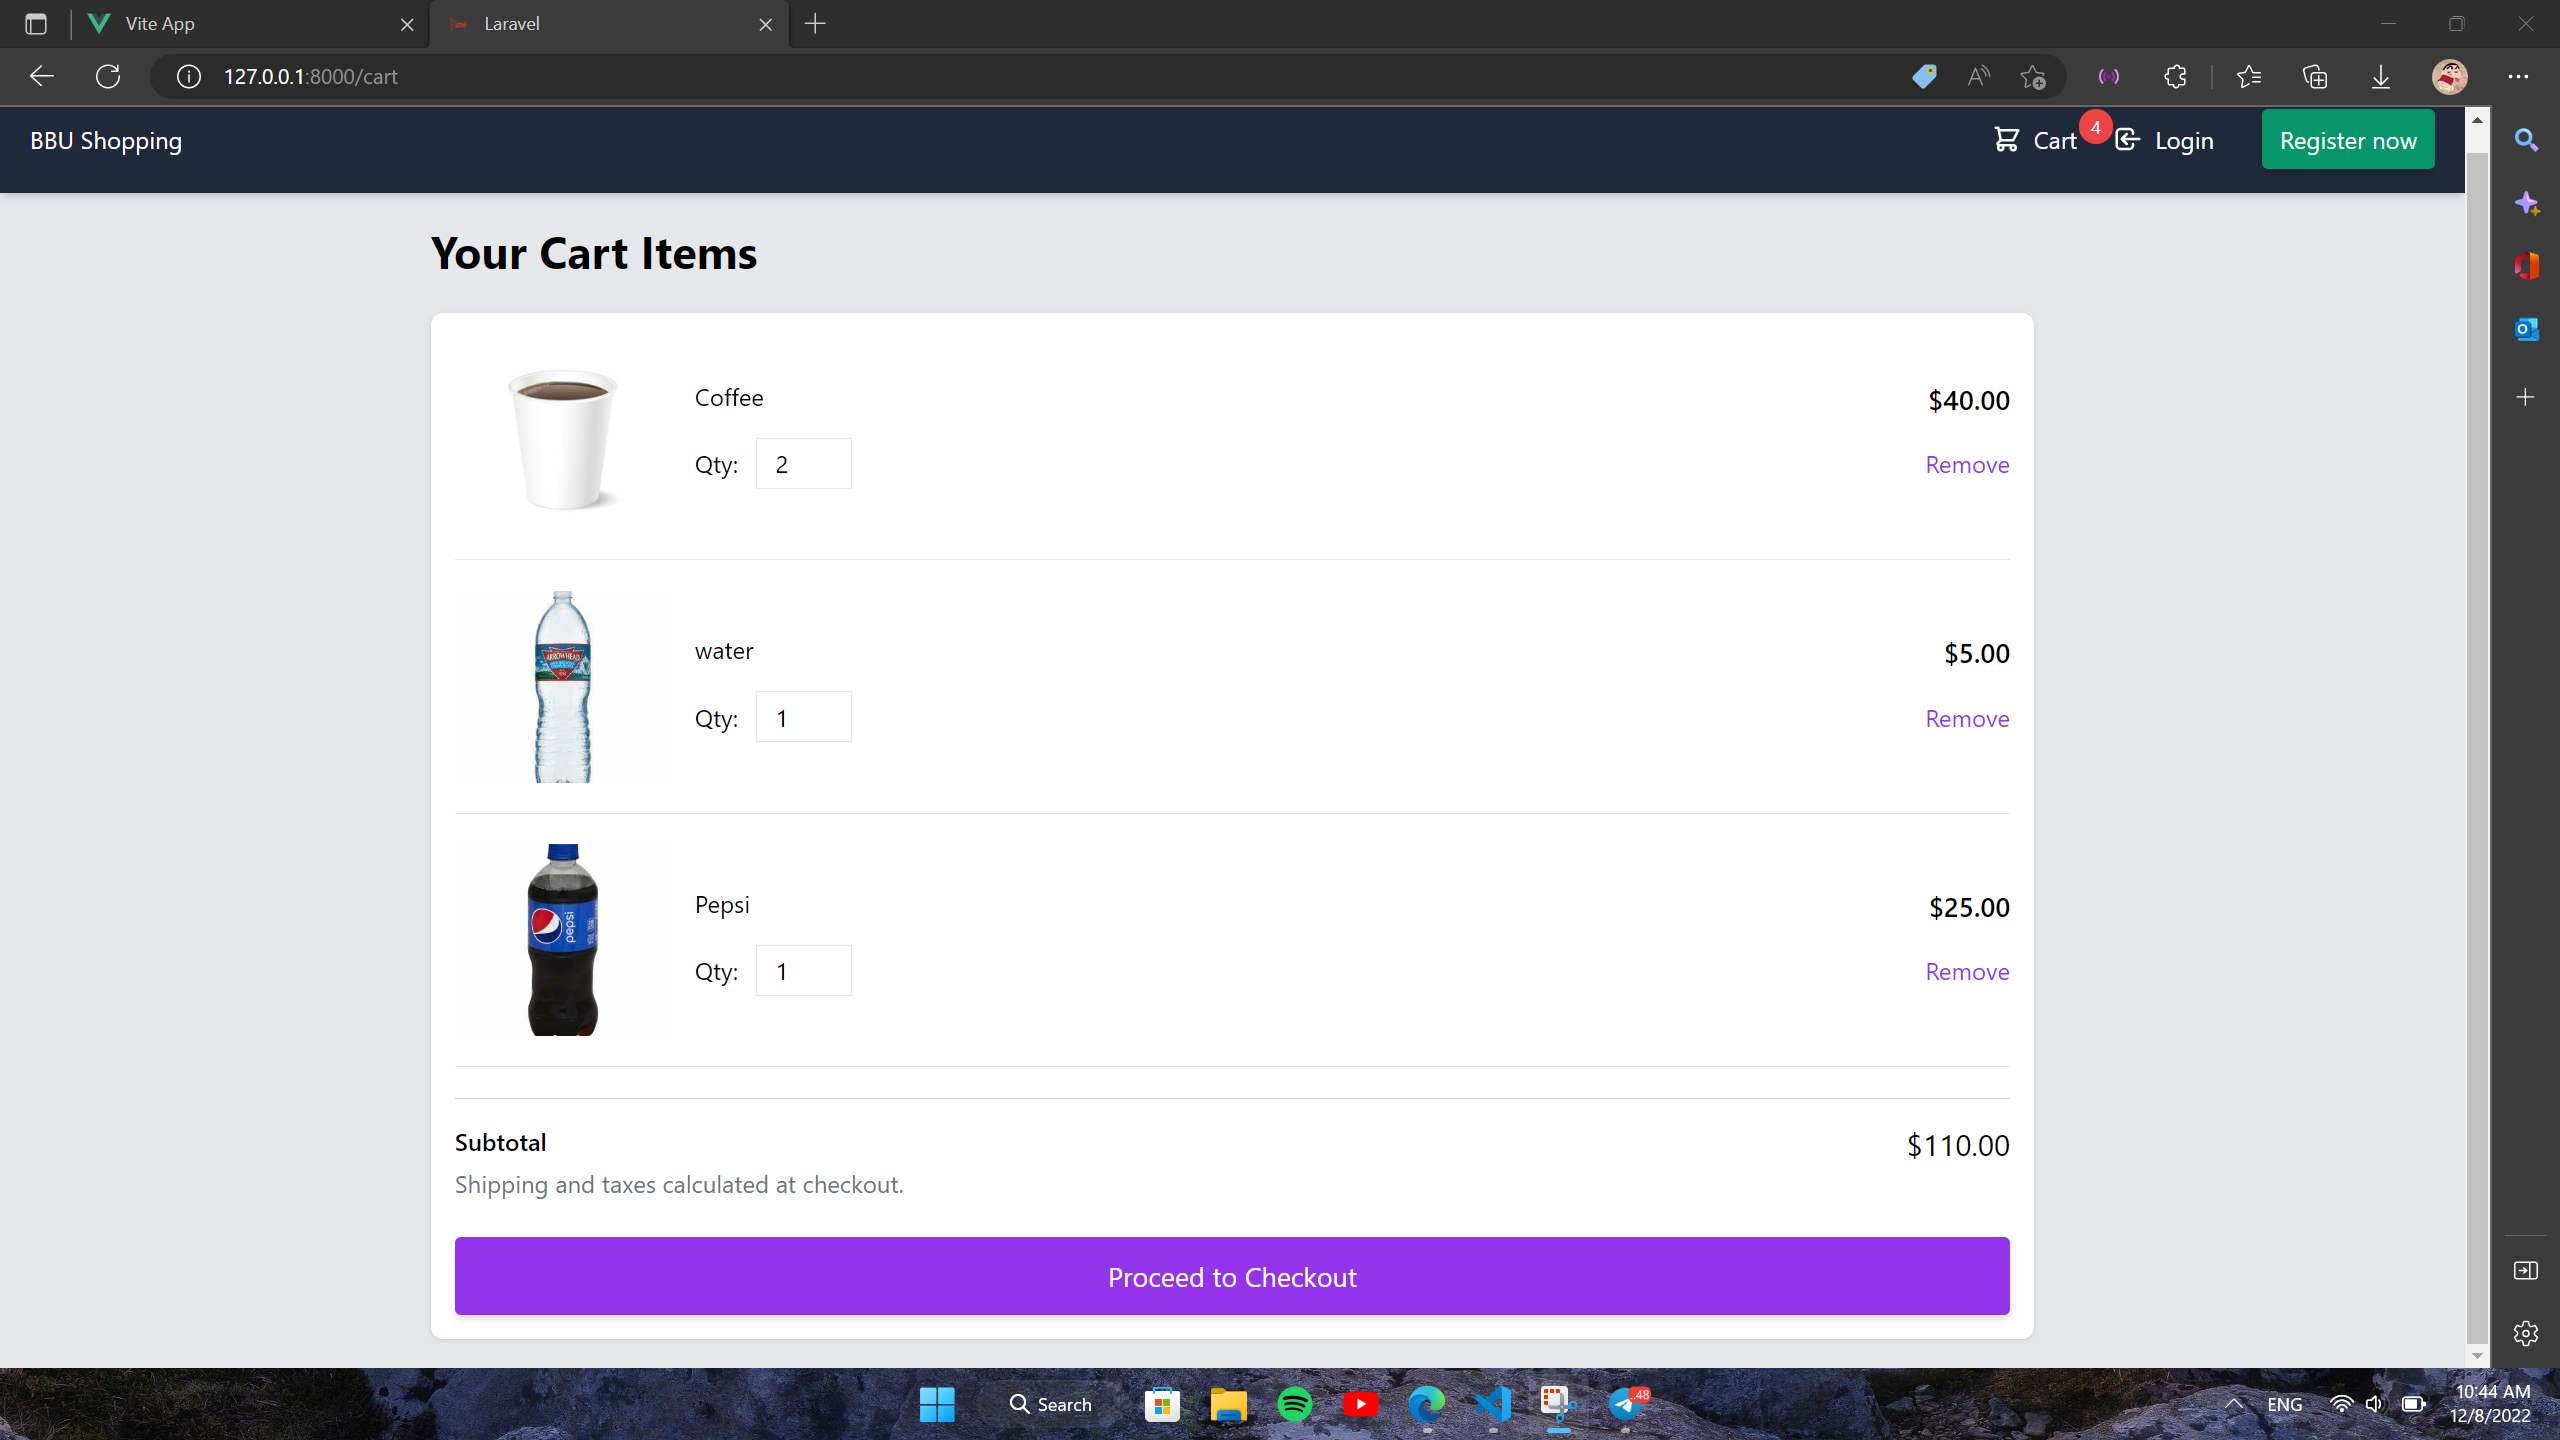 Vite App
Laravel
127.0.0.1:8000/cart
BBU Shopping
Cart
4
Login
Register now
Your Cart Items
Coffee
$40.00
Qty: 2
Remove
ARROWHEAD
water
$5.00
Qty: 1
Remove
pepsi
Pepsi
$25.00
Qty: 1
Remove
Subtotal
$110.00
Shipping and taxes calculated at checkout.
Proceed to Checkout
Search
..48
ENG
10:44 AM
12/8/2022